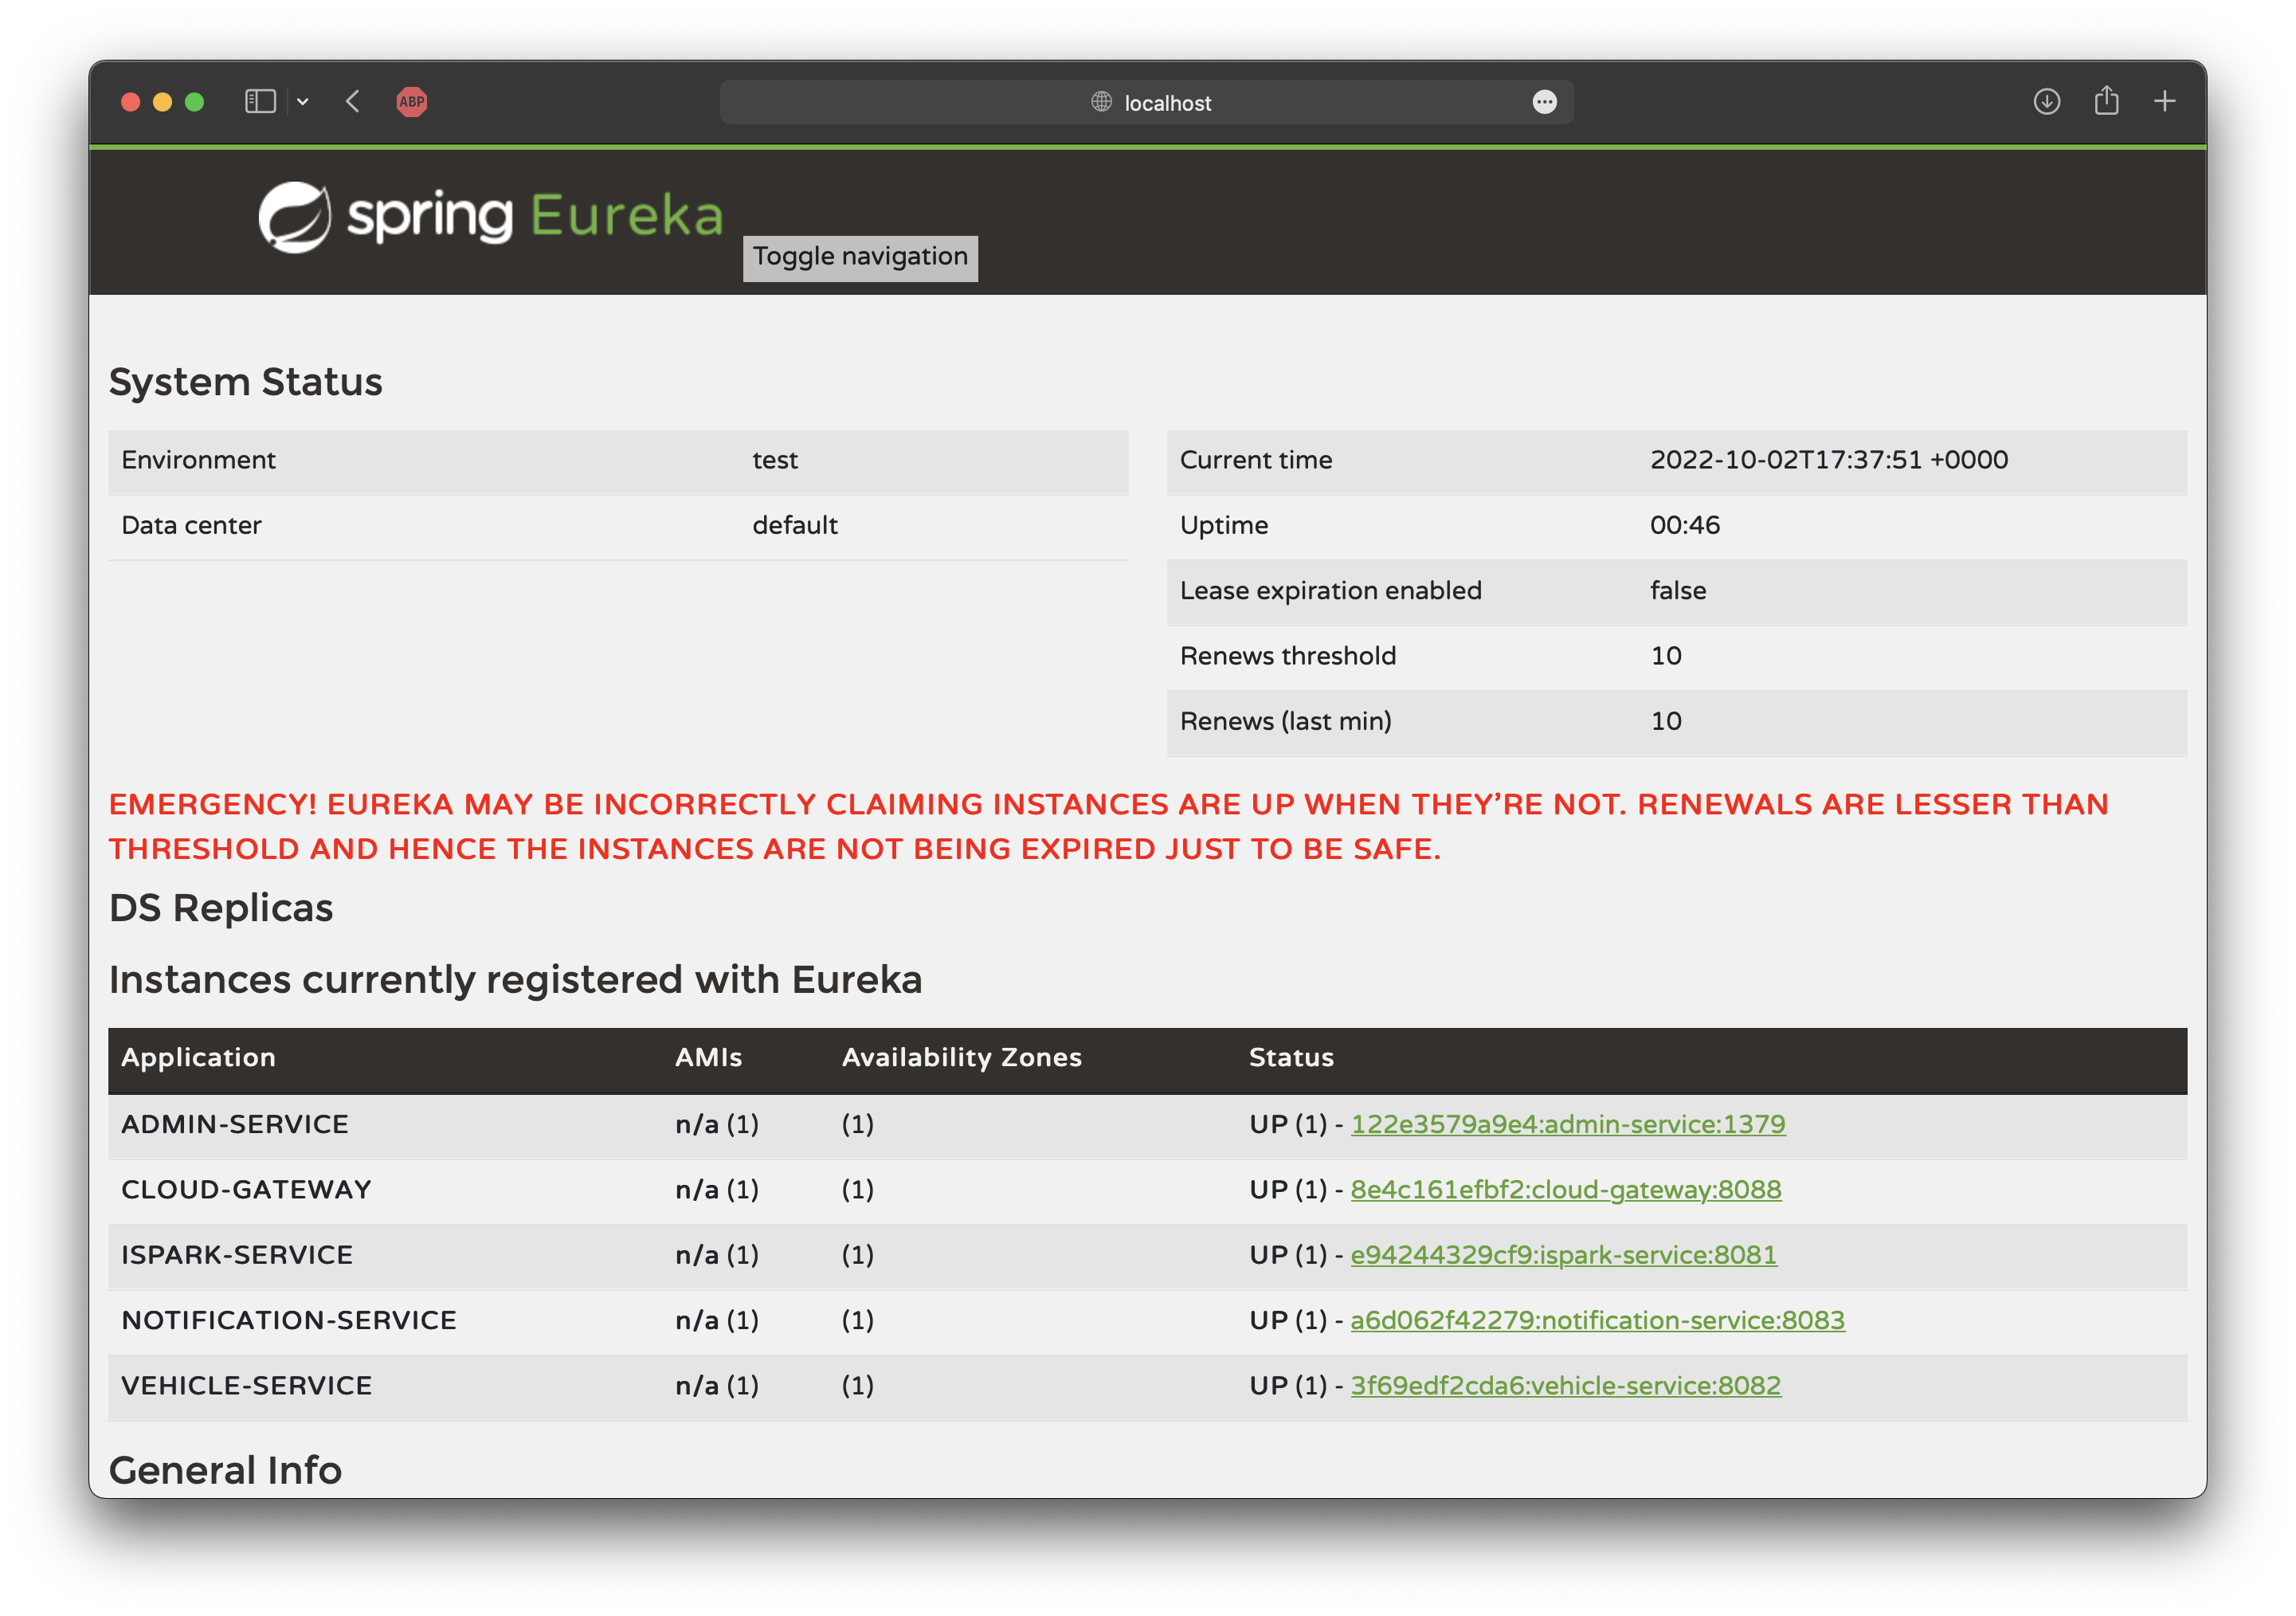 ABP
localhost
spring Eureka
Toggle navigation
System Status
Environment test
Data center default
Current time 2022-10-02T17:37:51 +0000
Uptime 00:46
Lease expiration enabled false
Renews threshold 10
Renews (last min) 10
EMERGENCY! EUREKA MAY BE INCORRECTLY CLAIMING INSTANCES ARE UP WHEN THEY'RE NOT. RENEWALS ARE LESSER THAN
THRESHOLD AND HENCE THE INSTANCES ARE NOT BEING EXPIRED JUST TO BE SAFE.
DS Replicas
Instances currently registered with Eureka
Application AMIs Availability Zones Status
ADMIN-SERVICE n/a (1) (1) UP (1) - 122e3579a9e4:admin-service:1379
CLOUD-GATEWAY n/a (1) (1) UP (1) - 8e4c161efbf2:cloud-gateway:8088
ISPARK-SERVICE n/a (1) (1) UP (1) - e94244329cf9:ispark-service:8081
NOTIFICATION-SERVICE n/a (1) (1) UP (1) - a6d062f42279:notification-service:8083
VEHICLE-SERVICE n/a (1) (1) UP (1) - 3f69edf2cda6:vehicle-service:8082
General Info